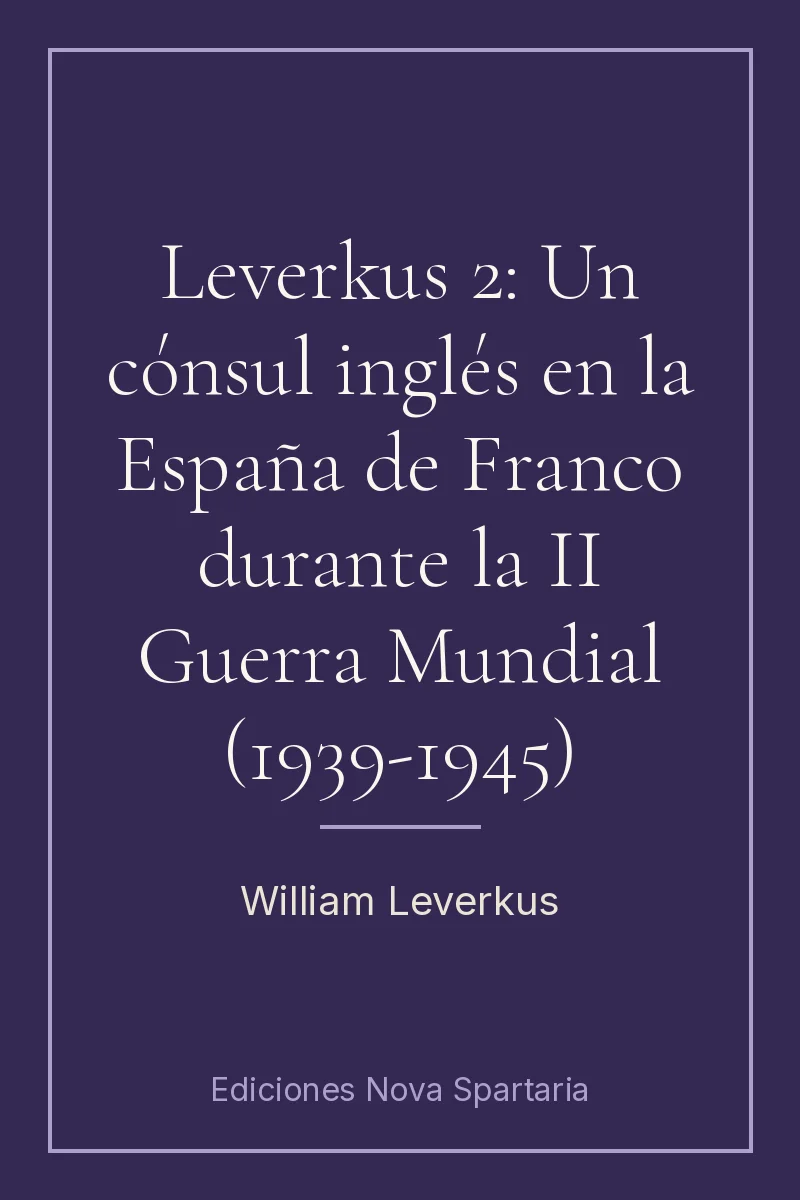 Leverkus 2: Un
cónsul inglés en la
España de Franco
durante la II
Guerra Mundial
(1939-1945)
William Leverkus
Ediciones Nova Spartaria